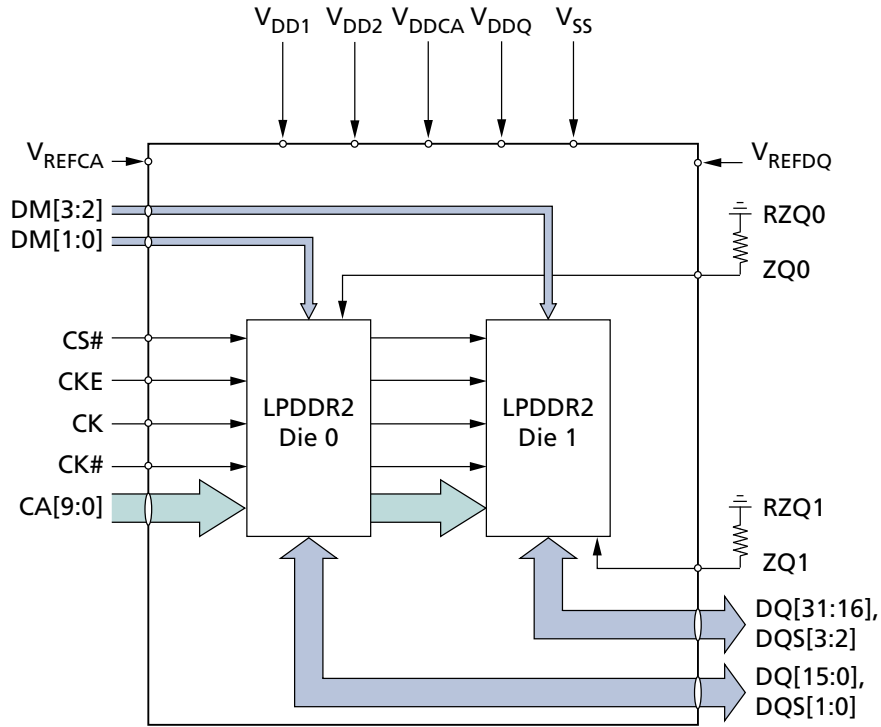 VDD1 VDD2 VDDCA VDDQ VSS
VREFCA
VREFDQ
DM[3:2]
DM[1:0]
RZQ0
ZQ0
CS#
CKE
CK
CK#
CA[9:0]
LPDDR2
Die 0
LPDDR2
Die 1
RZQ1
ZQ1
DQ[31:16],
DQS[3:2]
DQ[15:0],
DQS[1:0]